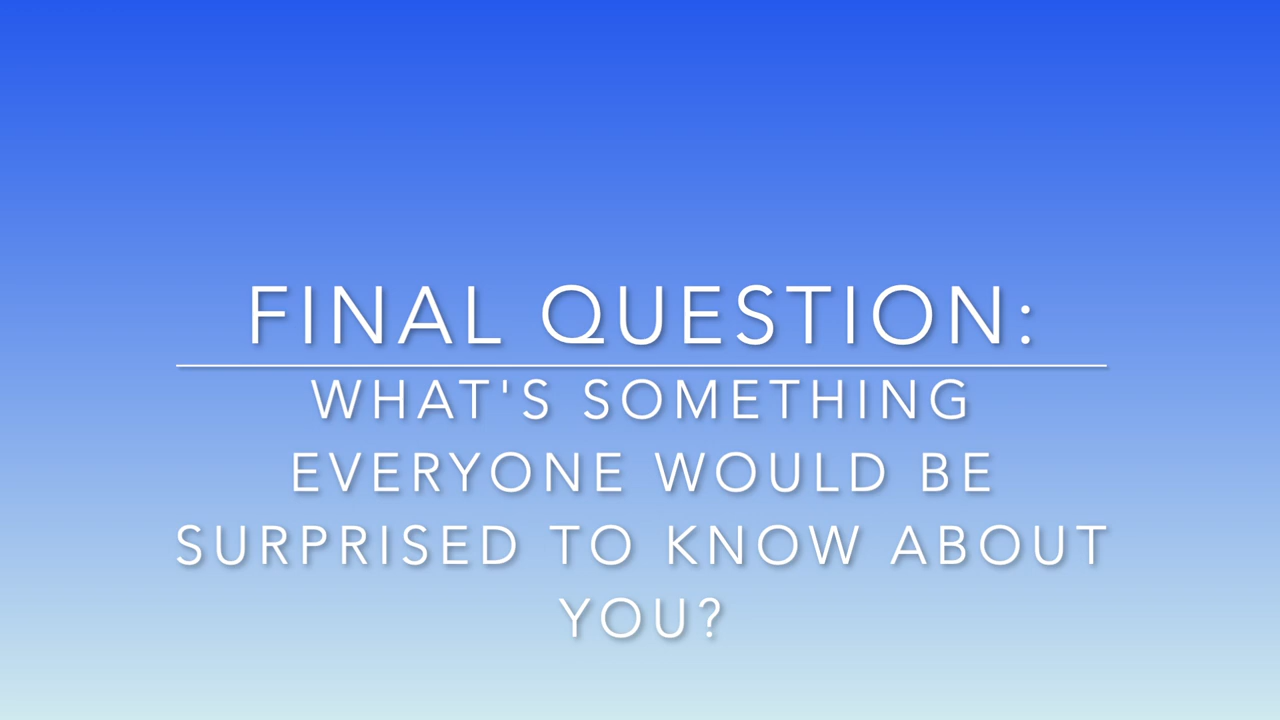 FINAL QUESTION:
WHAT'S SOMETHING
EVERYONE WOULD BE
SURPRISED TO KNOW ABOUT
YOU?